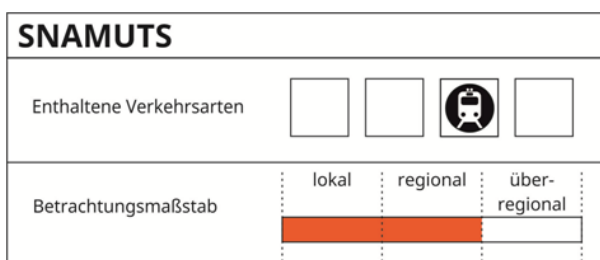 SNAMUTS
Enthaltene Verkehrsarten
lokal regional über-
regional
Betrachtungsmaßstab